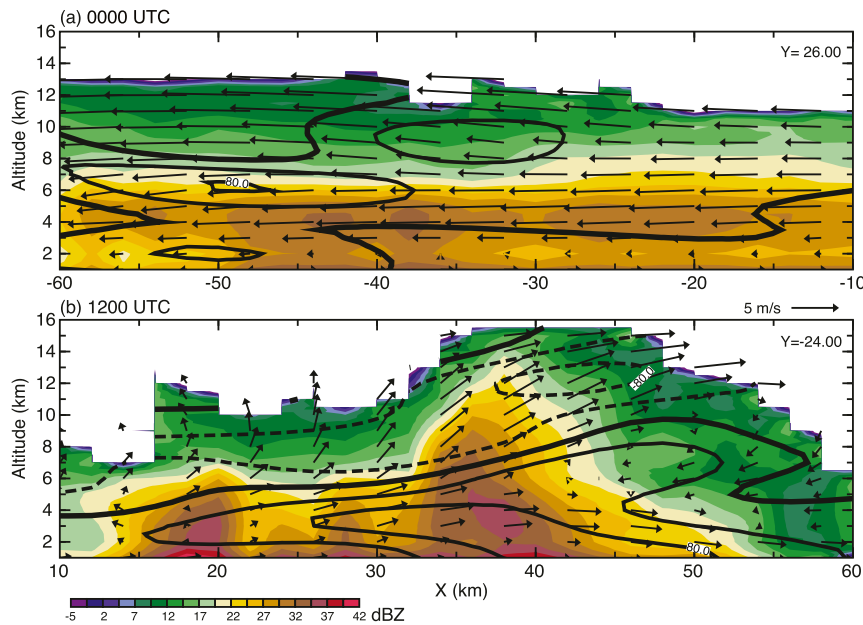 (a) 0000 UTC
16
14
12
10
8
6
4
2
Altitude (km)
Y= 26.00
80.0
-60 -50 -40 -30 -20 -10
(b) 1200 UTC
5 m/s
16
14
12
10
8
6
4
2
Altitude (km)
Y=-24.00
-80.0
80.0
10 20 30 40 50 60
X (km)
-5 2 7 12 17 22 27 32 37 42 dBZ